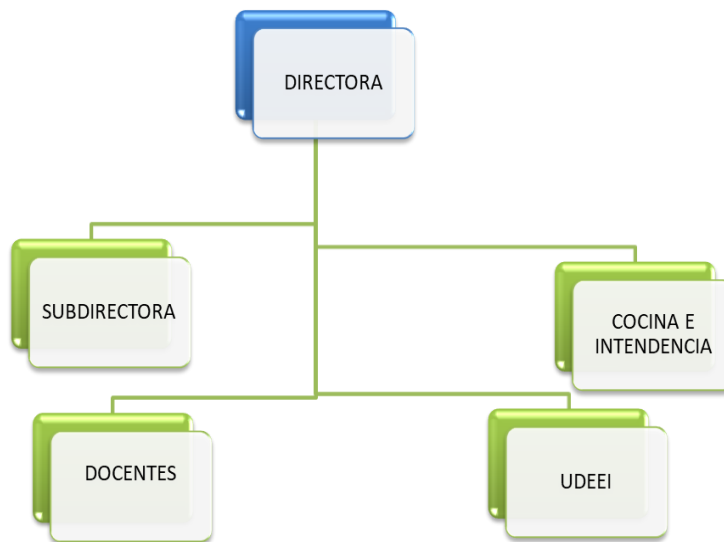 DIRECTORA
SUBDIRECTORA
COCINA E
INTENDENCIA
DOCENTES
UDEEI